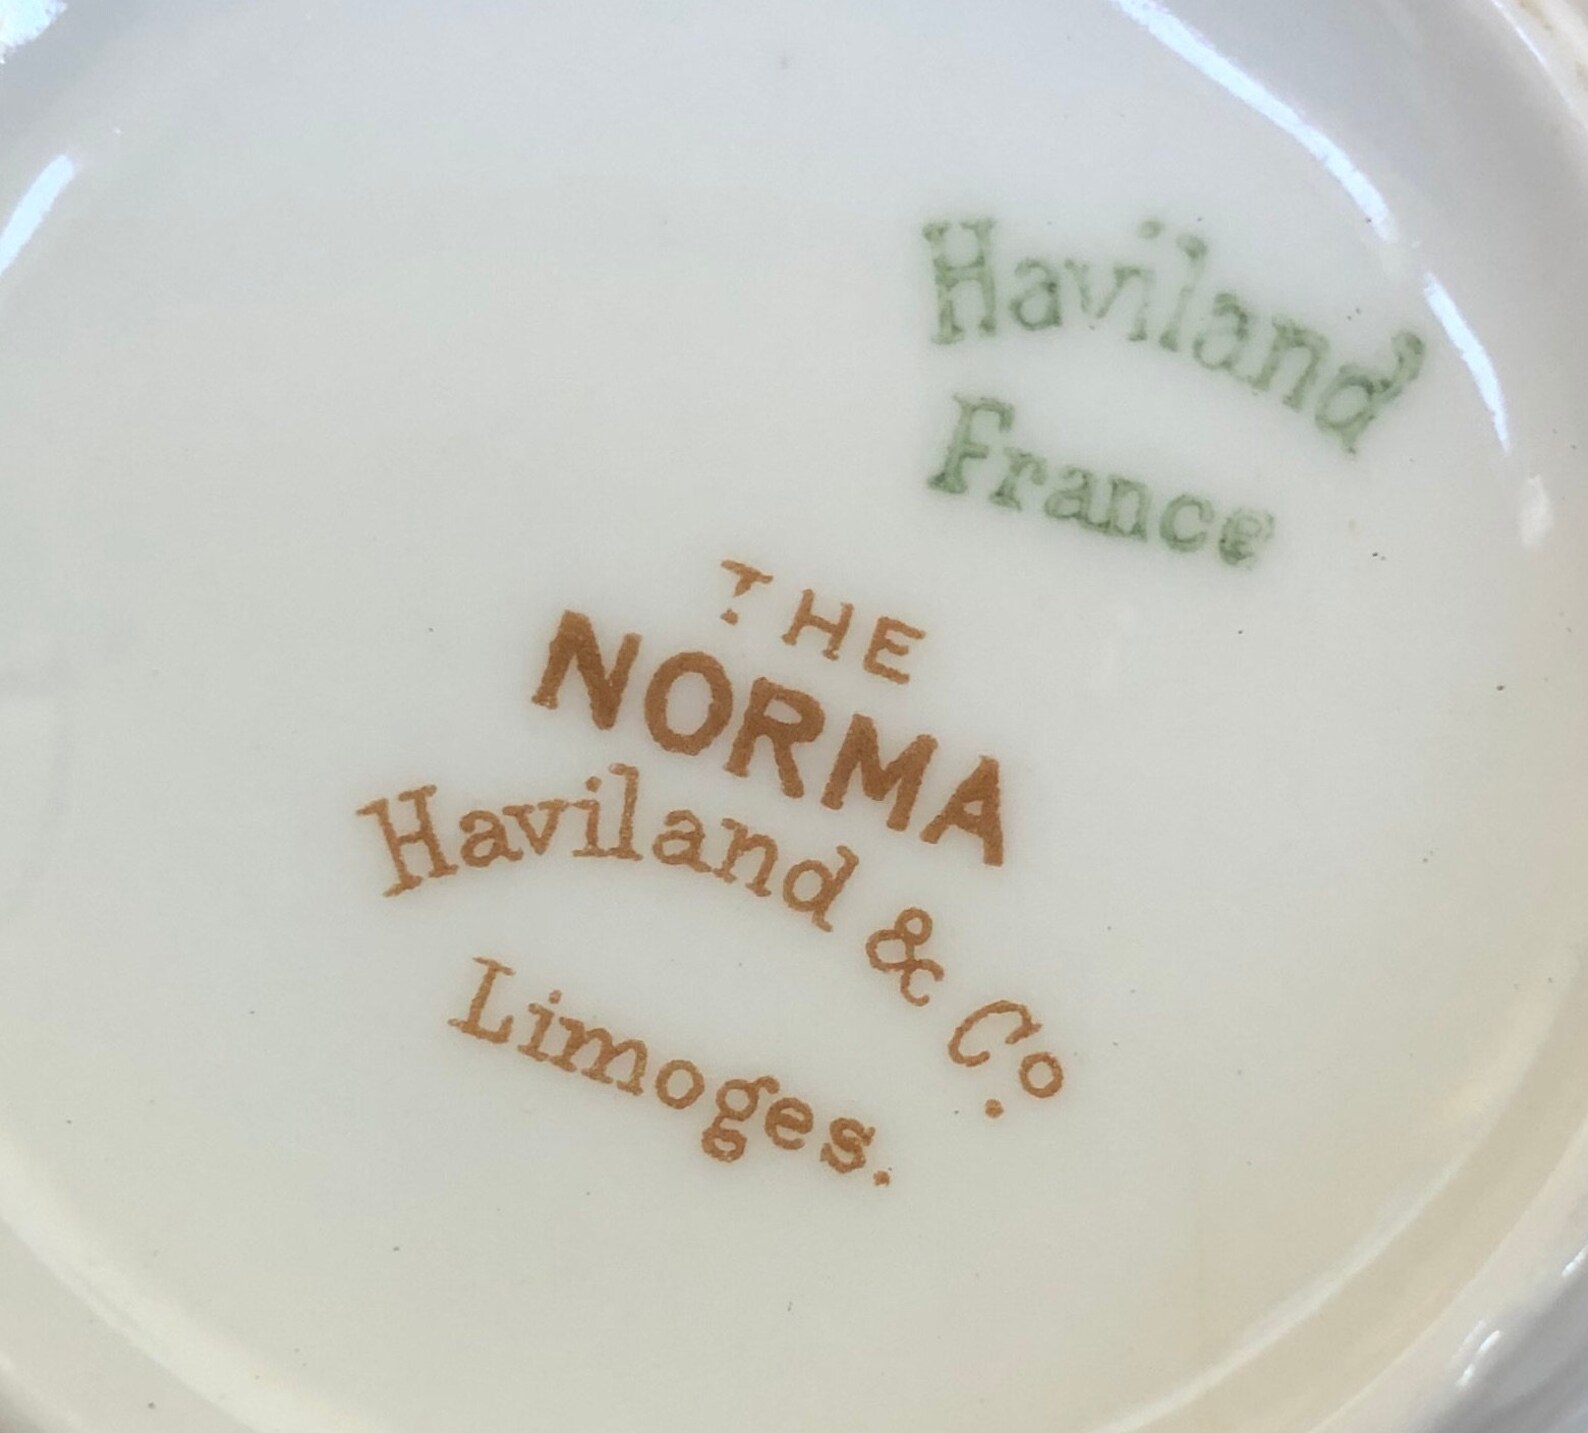 Haviland
France
THE
NORMA
Haviland & Co.
Limoges.